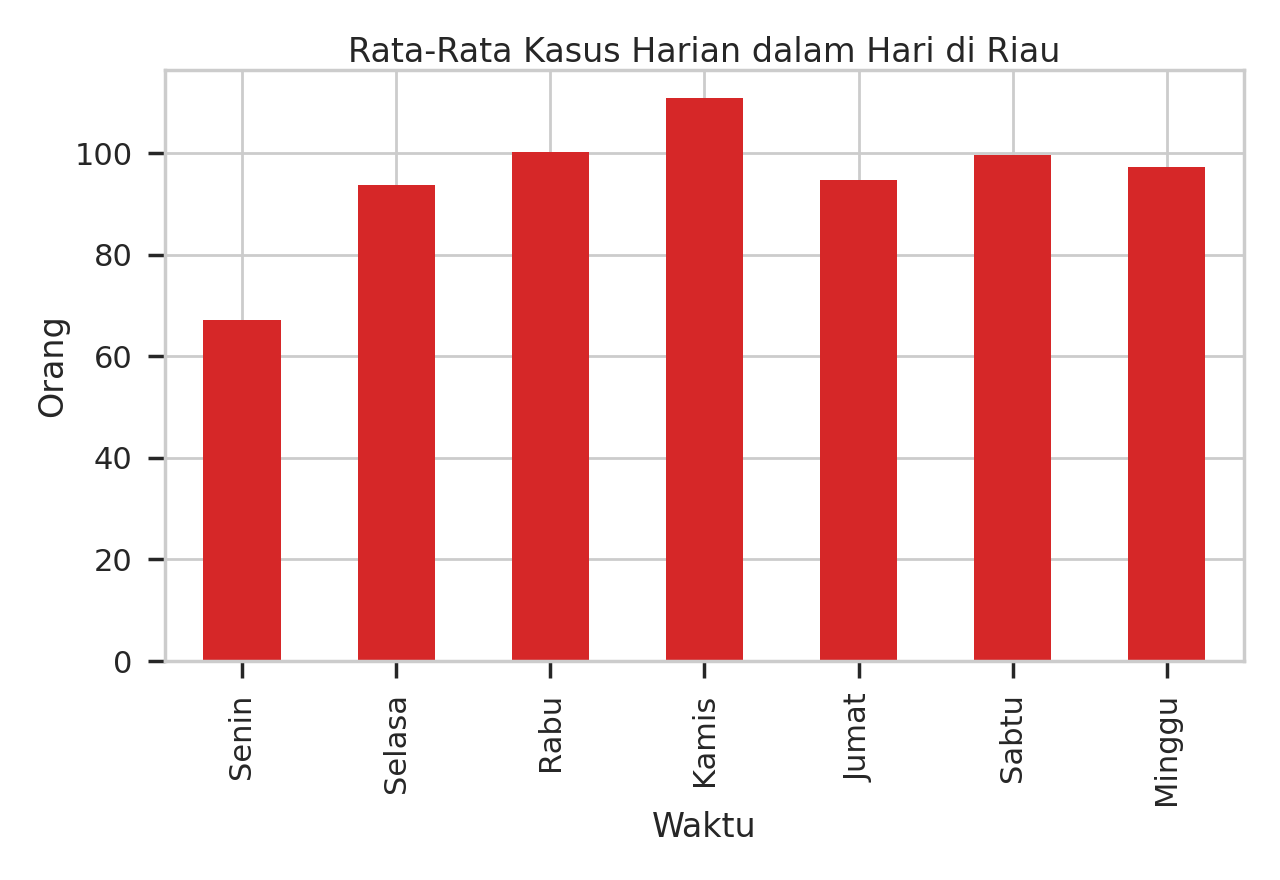 Rata-Rata Kasus Harian dalam Hari di Riau
Orang
100
80
60
40
20
0
Senin
Selasa
Rabu
Kamis
Jumat
Sabtu
Minggu
Waktu